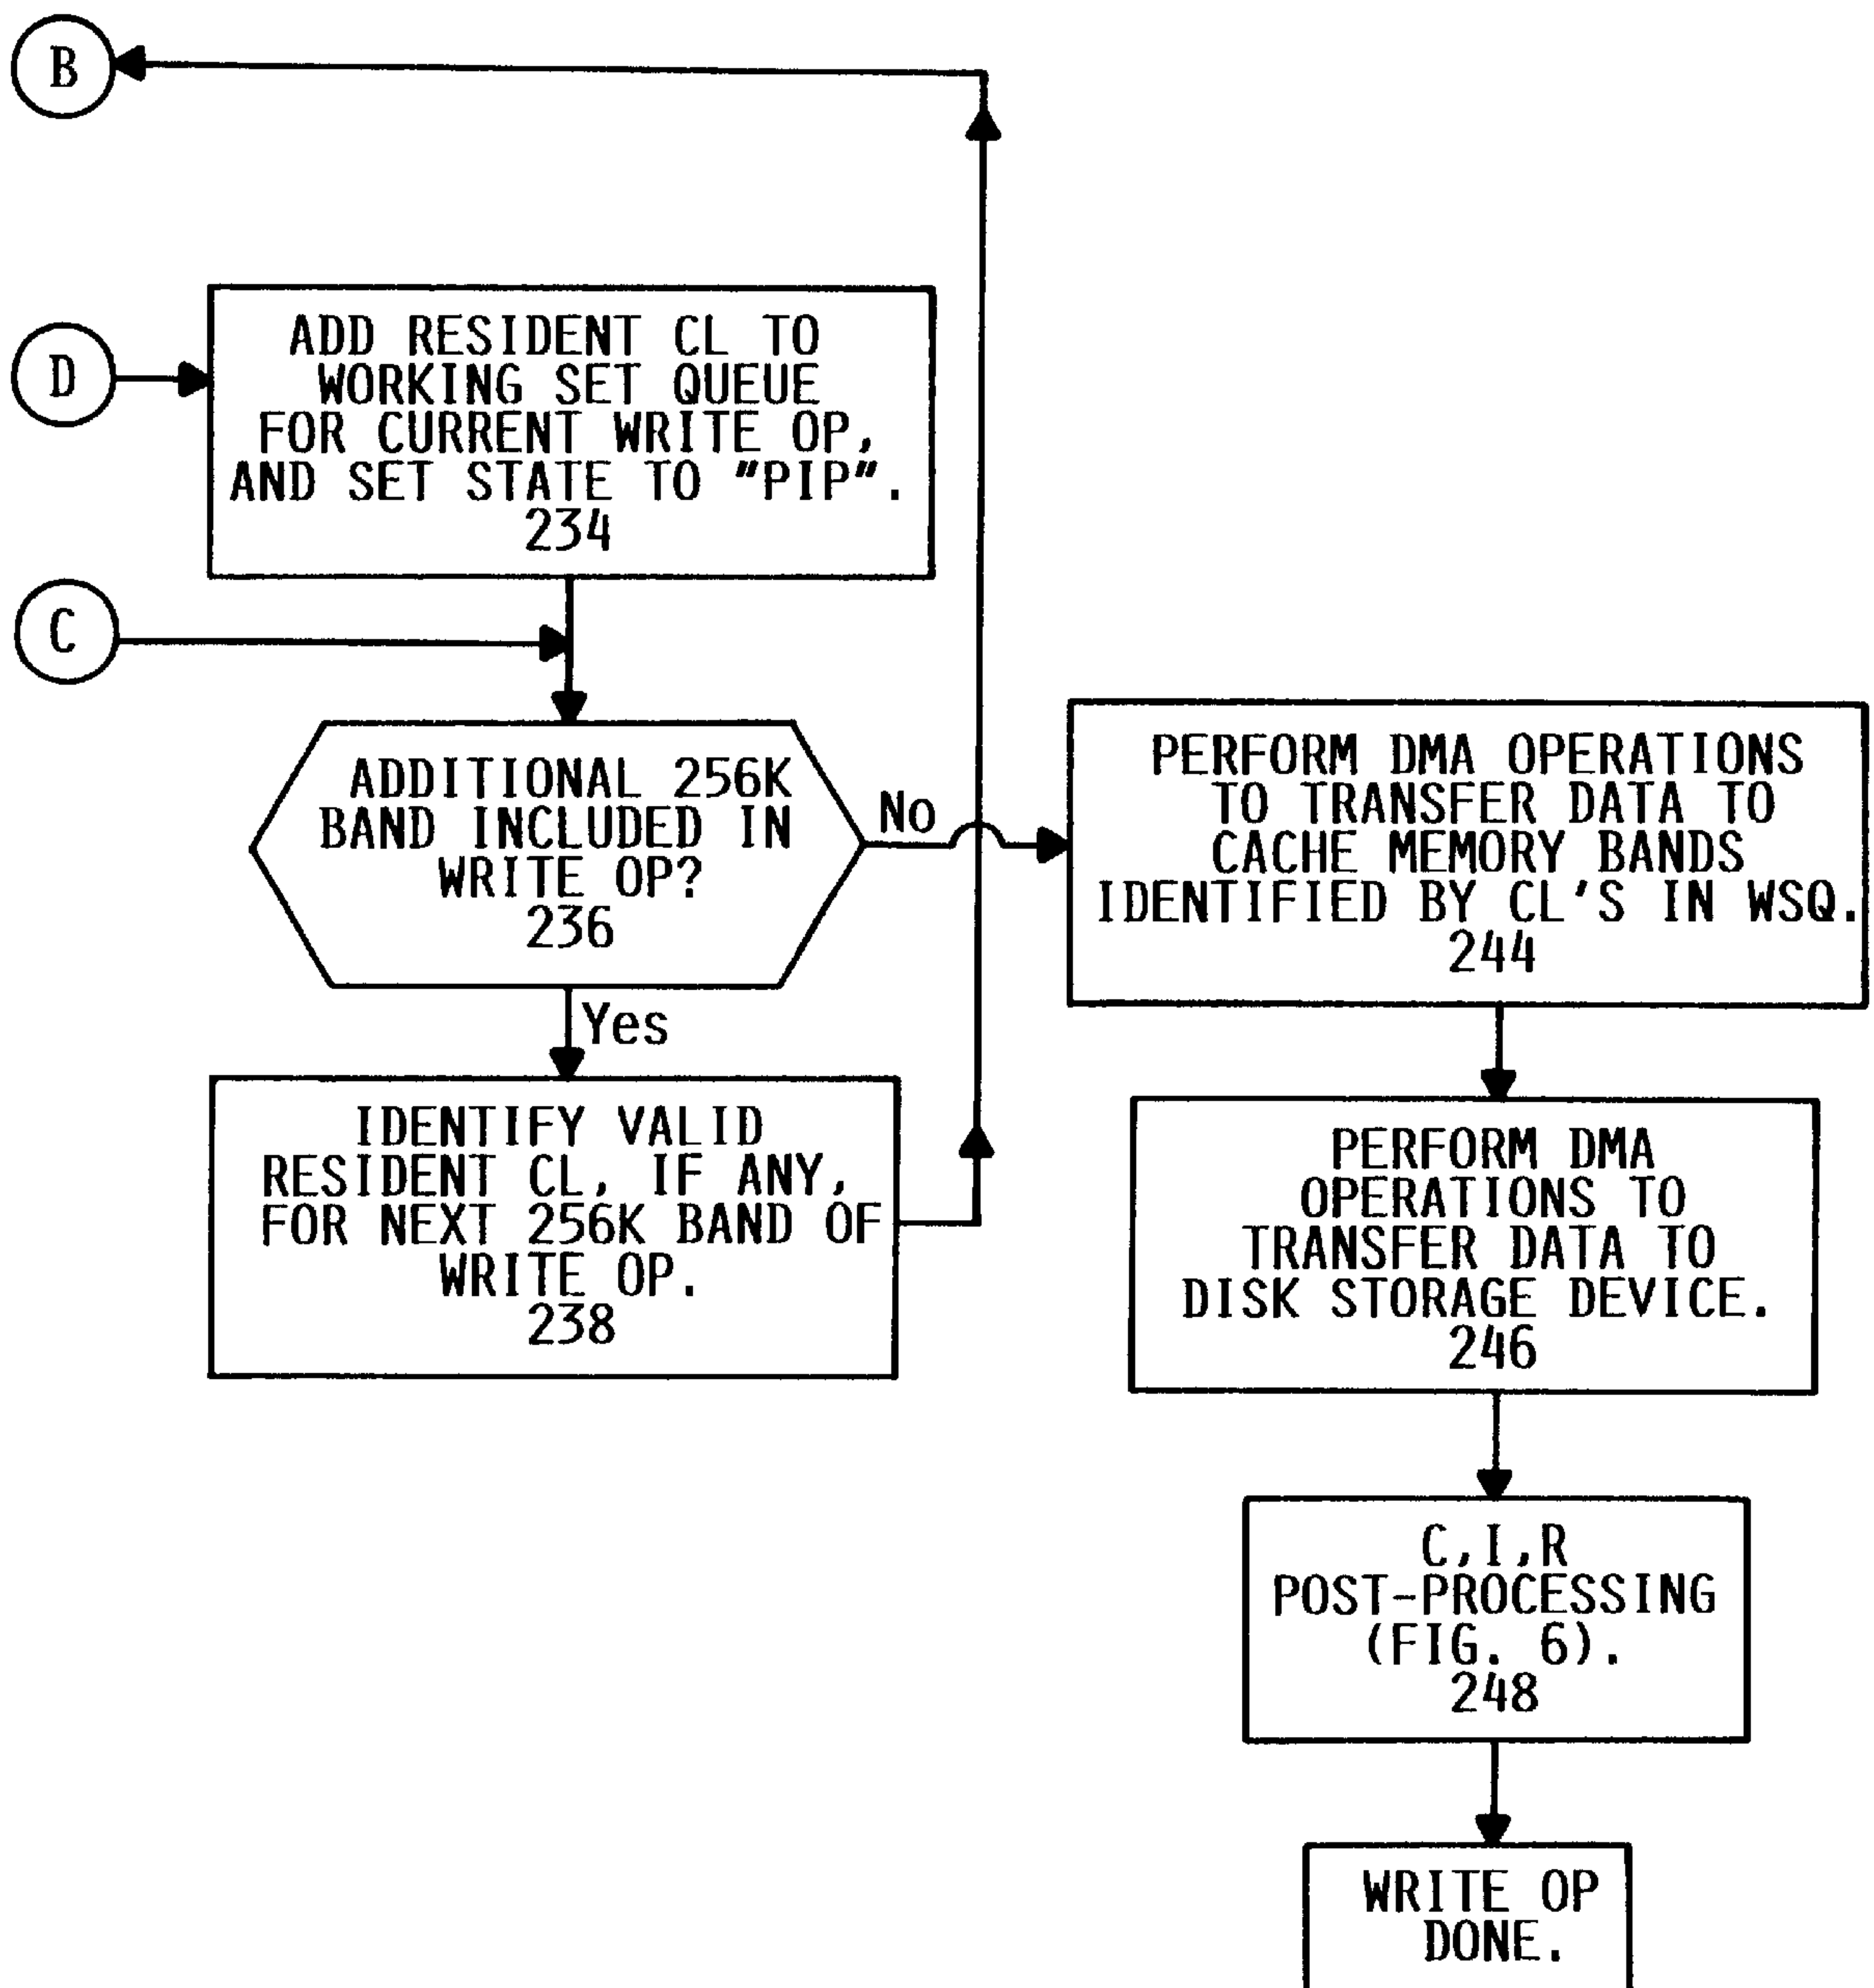 B
D
ADD RESIDENT CL TO
WORKING SET QUEUE
FOR CURRENT WRITE OP,
AND SET STATE TO "PIP".
234
C
ADDITIONAL 256K
BAND INCLUDED IN
WRITE OP?
236
No
Yes
IDENTIFY VALID
RESIDENT CL, IF ANY,
FOR NEXT 256K BAND OF
WRITE OP.
238
PERFORM DMA OPERATIONS
TO TRANSFER DATA TO
CACHE MEMORY BANDS
IDENTIFIED BY CL'S IN WSQ.
244
PERFORM DMA
OPERATIONS TO
TRANSFER DATA TO
DISK STORAGE DEVICE.
246
C,I,R
POST-PROCESSING
(FIG. 6).
248
WRITE OP
DONE.